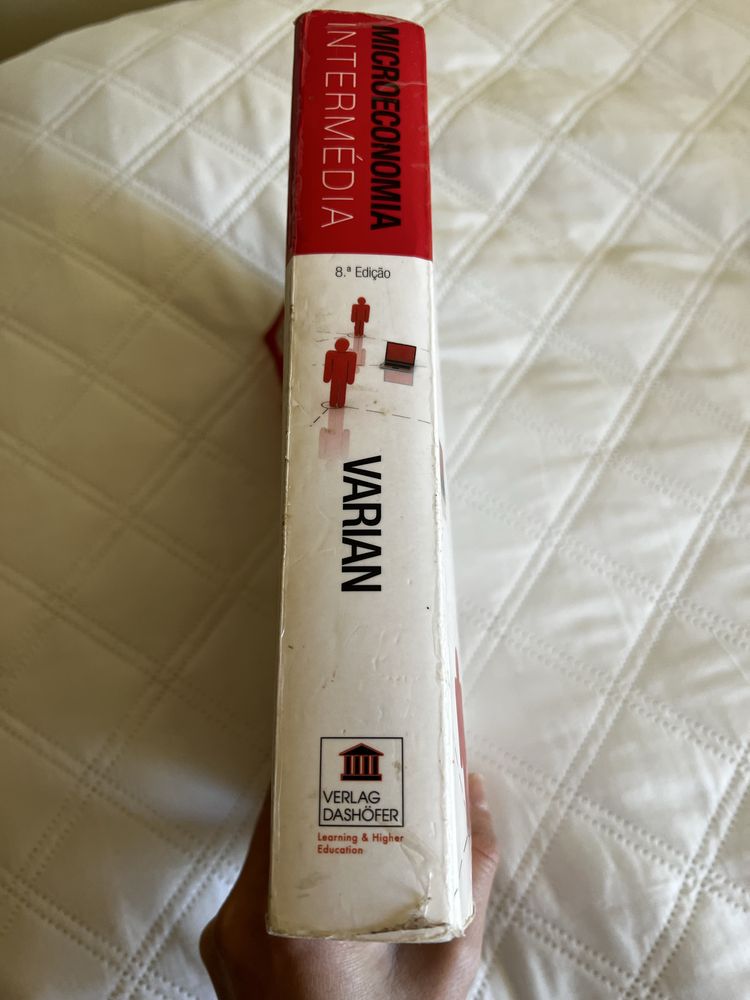 MICROECONOMIA
INTERMÉDIA
8.ª Edição
VARIAN
VERLAG
DASHÖFER
Learning & Higher
Education